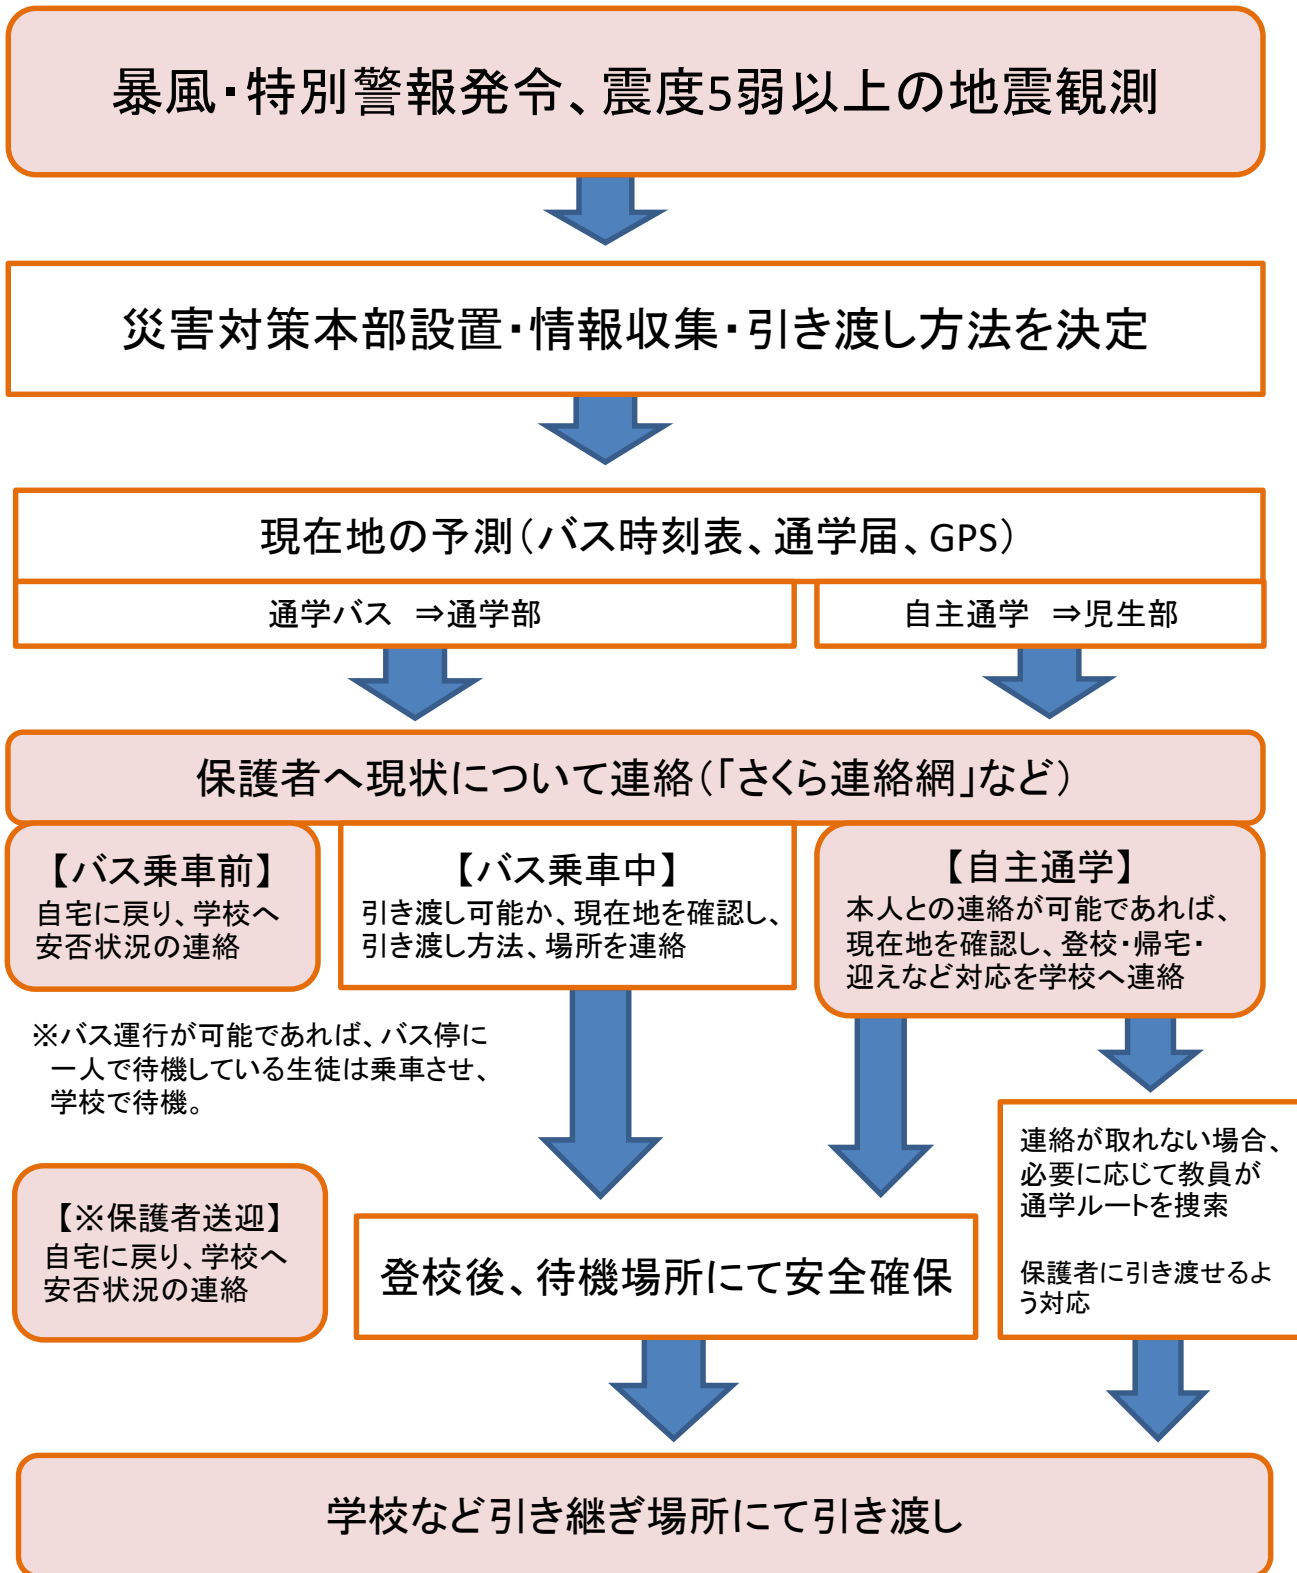 暴風・特別警報発令、震度5弱以上の地震観測
災害対策本部設置・情報収集・引き渡し方法を決定
現在地の予測（バス時刻表、通学届、GPS）
通学バス　⇒通学部
自主通学　⇒児生部
保護者へ現状について連絡（「さくら連絡網」など）
【バス乗車前】
自宅に戻り、学校へ
安否状況の連絡
【バス乗車中】
引き渡し可能か、現在地を確認し、
引き渡し方法、場所を連絡
【自主通学】
本人との連絡が可能であれば、
現在地を確認し、登校・帰宅・
迎えなど対応を学校へ連絡
※バス運行が可能であれば、バス停に
一人で待機している生徒は乗車させ、
学校で待機。
連絡が取れない場合、
必要に応じて教員が
通学ルートを捜索
保護者に引き渡せるよ
う対応
【※保護者送迎】
自宅に戻り、学校へ
安否状況の連絡
登校後、待機場所にて安全確保
学校など引き継ぎ場所にて引き渡し